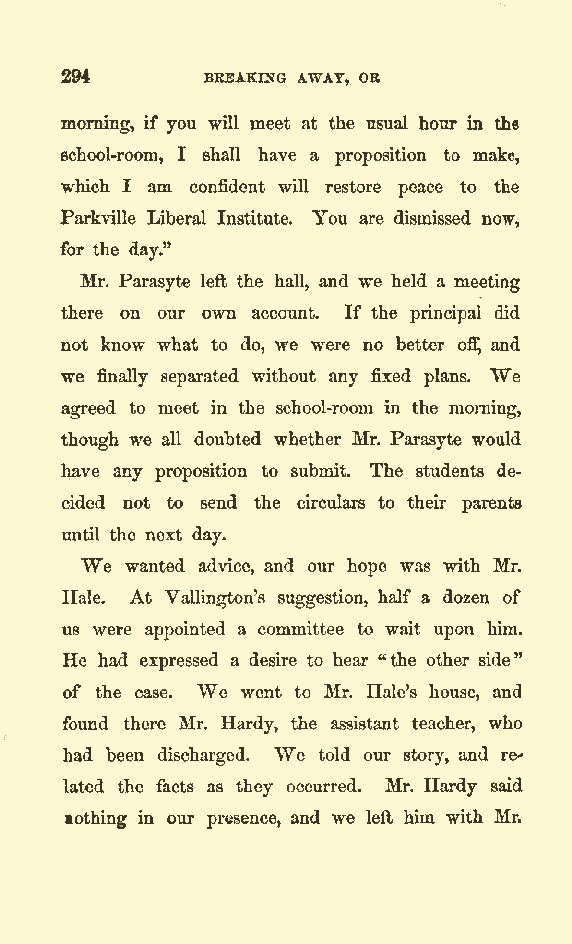 294 BREAKING AWAY, OR
morning, if you will meet at the usual hour in the
school-room, I shall have a proposition to make,
which I am confident will restore peace to the
Parkville Liberal Institute. You are dismissed now,
for the day."
Mr. Parasyte left the hall, and we held a meeting
there on our own account. If the principal did
not know what to do, we were no better off, and
we finally separated without any fixed plans. We
agreed to meet in the school-room in the morning,
though we all doubted whether Mr. Parasyte would
have any proposition to submit. The students de-
cided not to send the circulars to their parents
until the next day.
We wanted advice, and our hope was with Mr.
Hale. At Vallington's suggestion, half a dozen of
us were appointed a committee to wait upon him.
He had expressed a desire to hear "the other side"
of the case. We went to Mr. Hale's house, and
found there Mr. Hardy, the assistant teacher, who
had been discharged. We told our story, and re-
lated the facts as they occurred. Mr. Hardy said
nothing in our presence, and we left him with Mr.